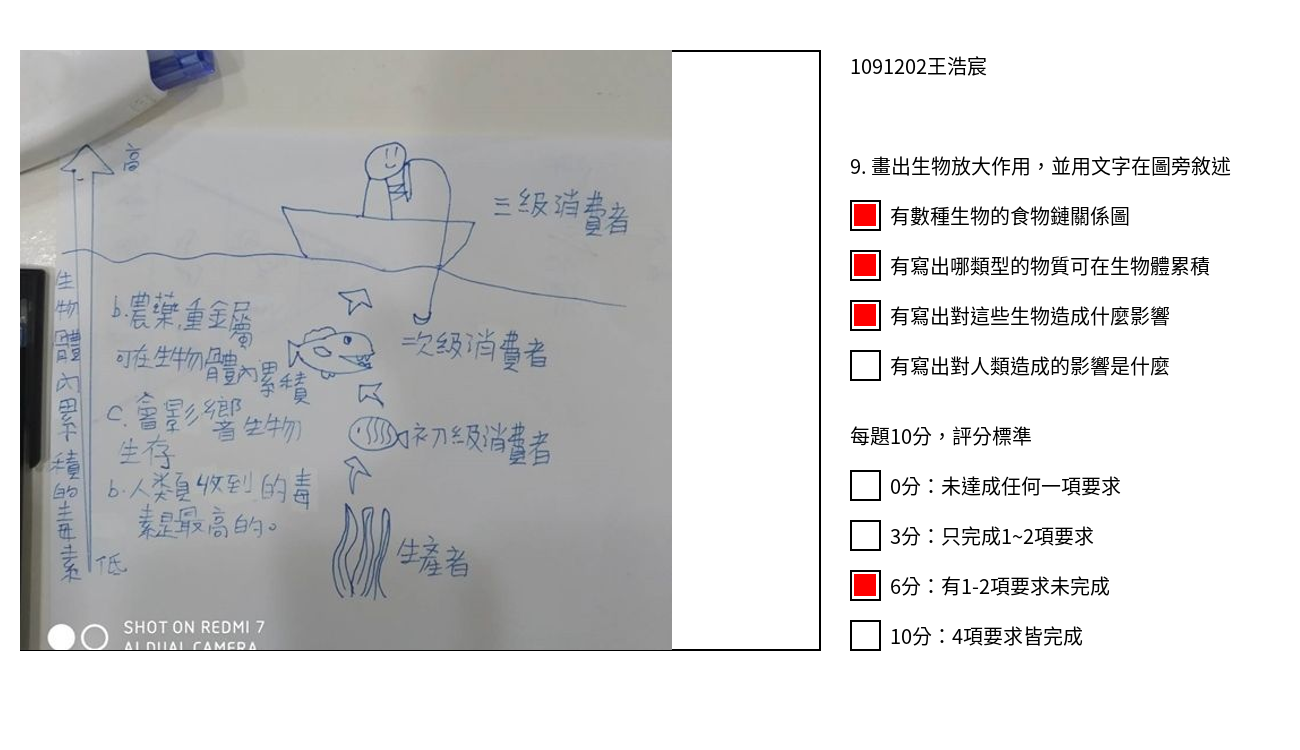 1091202王浩宸
9. 畫出生物放大作用，並用文字在圖旁敘述
有數種生物的食物鏈關係圖
有寫出哪類型的物質可在生物體累積
有寫出對這些生物造成什麼影響
有寫出對人類造成的影響是什麼
每題10分，評分標準
0分：未達成任何一項要求
3分：只完成1~2項要求
6分：有1-2項要求未完成
10分：4項要求皆完成
高
生物體內累積的毒素
低
三級消費者
b.農藥,重金屬
可在生物體內累積
c.會影響生物
生存
b.人類收到的毒
素是最高的。
二次級消費者
初級消費者
生產者
SHOT ON REDMI 7
AI DUAL CAMERA